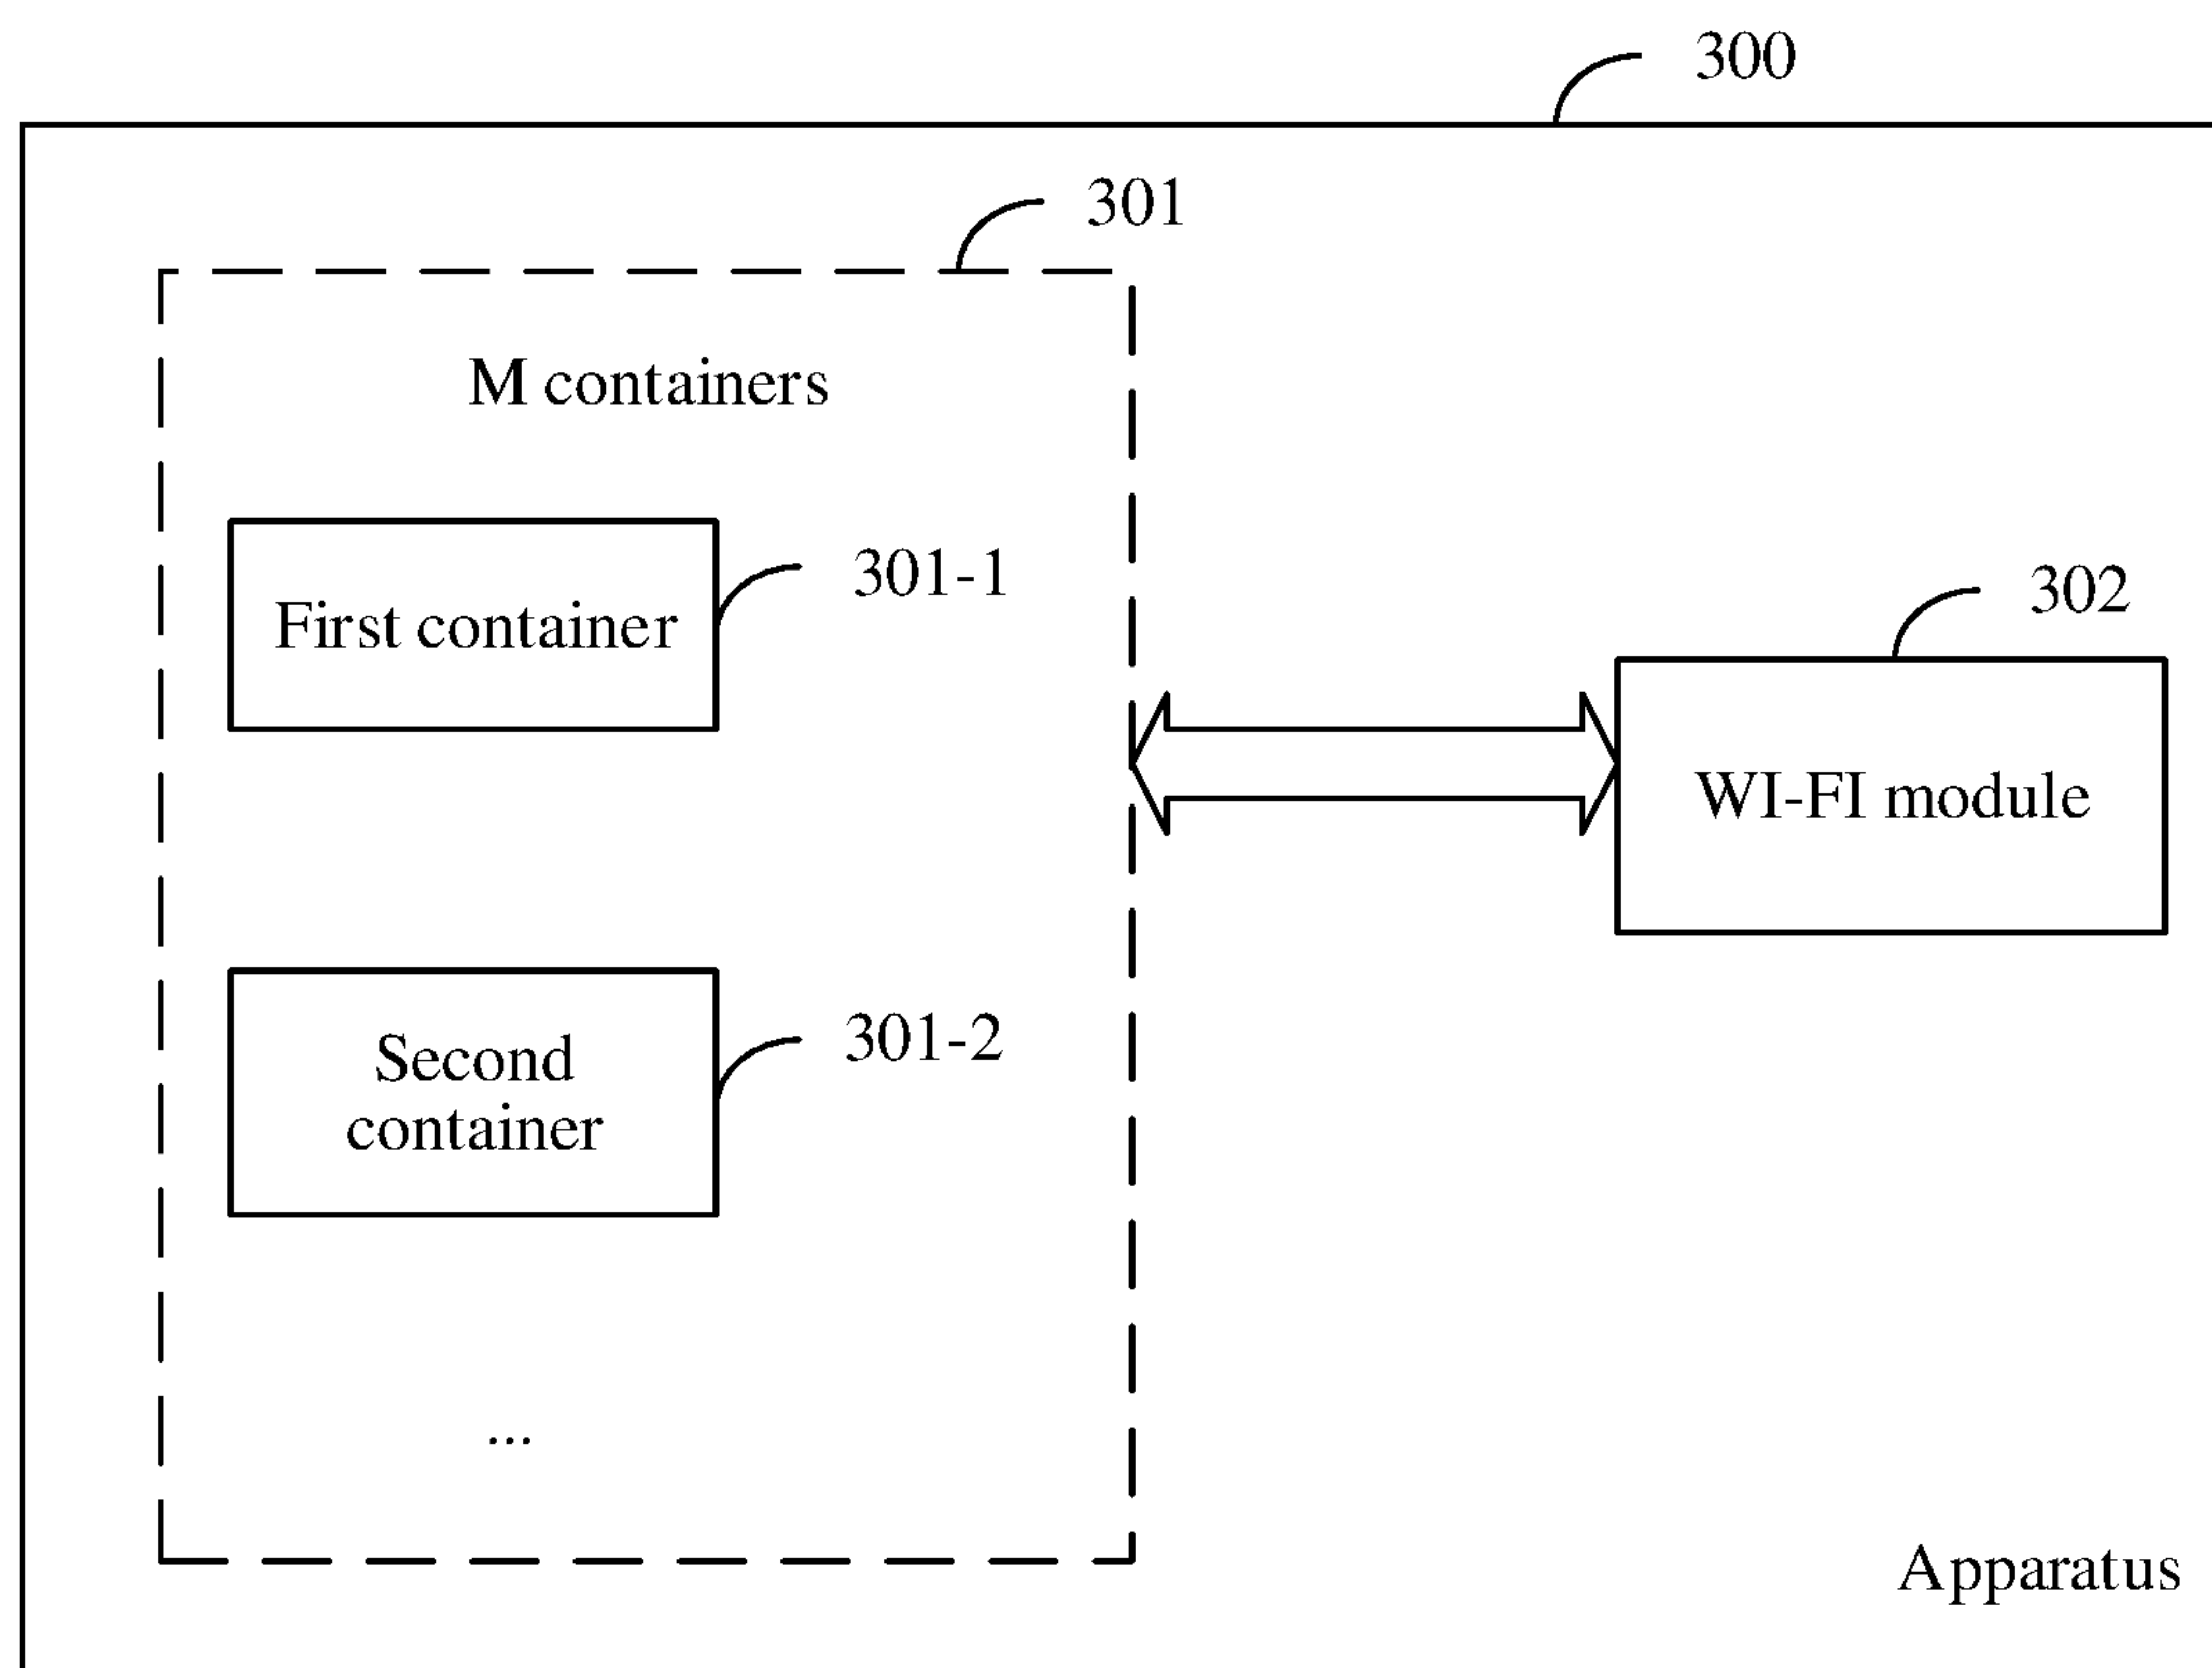 300
301
M containers
First container
301-1
302
WI-FI module
Second
container
301-2
...
Apparatus